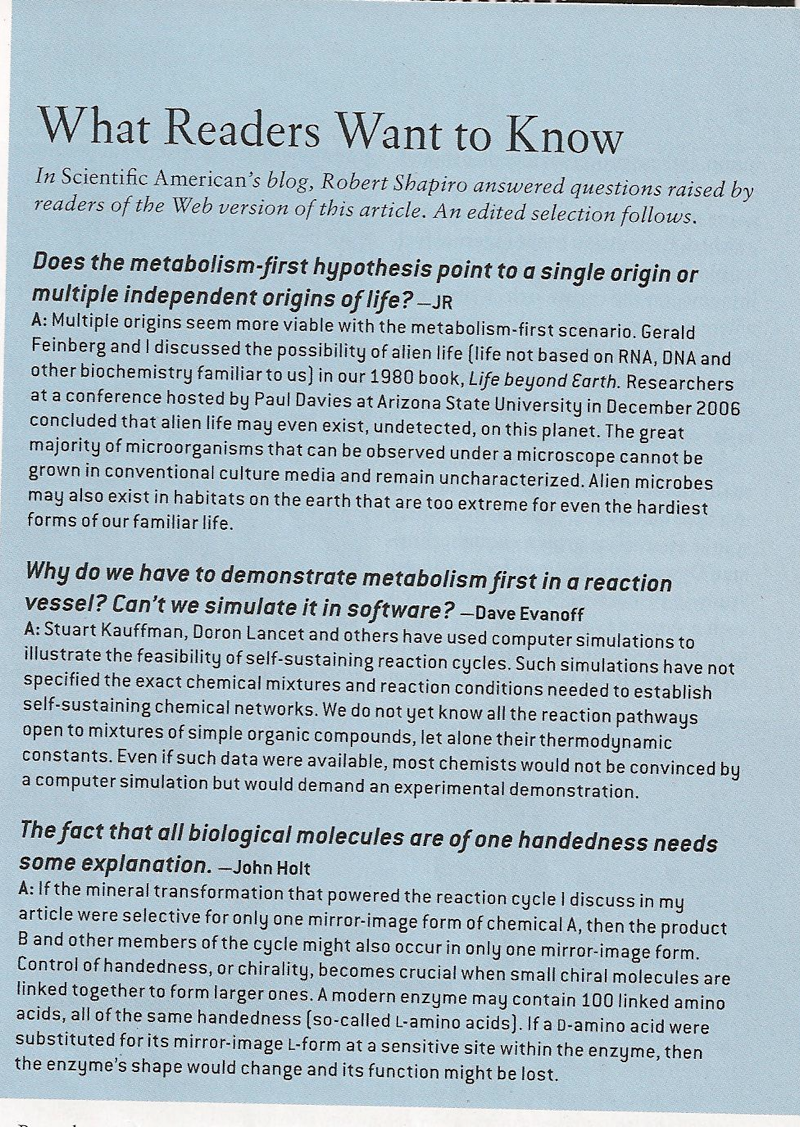 What Readers Want to Know
In Scientific American's blog, Robert Shapiro answered questions raised by
readers of the Web version of this article. An edited selection follows.
Does the metabolism-first hypothesis point to a single origin or
multiple independent origins of life? —JR
A: Multiple origins seem more viable with the metabolism-first scenario. Gerald
Feinberg and I discussed the possibility of alien life (life not based on RNA, DNA and
other biochemistry familiar to us) in our 1980 book, Life beyond Earth. Researchers
at a conference hosted by Paul Davies at Arizona State University in December 2006
concluded that alien life may even exist, undetected, on this planet. The great
majority of microorganisms that can be observed under a microscope cannot be
grown in conventional culture media and remain uncharacterized. Alien microbes
may also exist in habitats on the earth that are too extreme for even the hardiest
forms of our familiar life.
Why do we have to demonstrate metabolism first in a reaction
vessel? Can't we simulate it in software? —Dave Evanoff
A: Stuart Kauffman, Doron Lancet and others have used computer simulations to
illustrate the feasibility of self-sustaining reaction cycles. Such simulations have not
specified the exact chemical mixtures and reaction conditions needed to establish
self-sustaining chemical networks. We do not yet know all the reaction pathways
open to mixtures of simple organic compounds, let alone their thermodynamic
constants. Even if such data were available, most chemists would not be convinced by
a computer simulation but would demand an experimental demonstration.
The fact that all biological molecules are of one handedness needs
some explanation. —John Holt
A: If the mineral transformation that powered the reaction cycle I discuss in my
article were selective for only one mirror-image form of chemical A, then the product
B and other members of the cycle might also occur in only one mirror-image form.
Control of handedness, or chirality, becomes crucial when small chiral molecules are
linked together to form larger ones. A modern enzyme may contain 100 linked amino
acids, all of the same handedness (so-called L-amino acids). If a D-amino acid were
substituted for its mirror-image L-form at a sensitive site within the enzyme, then
the enzyme's shape would change and its function might be lost.